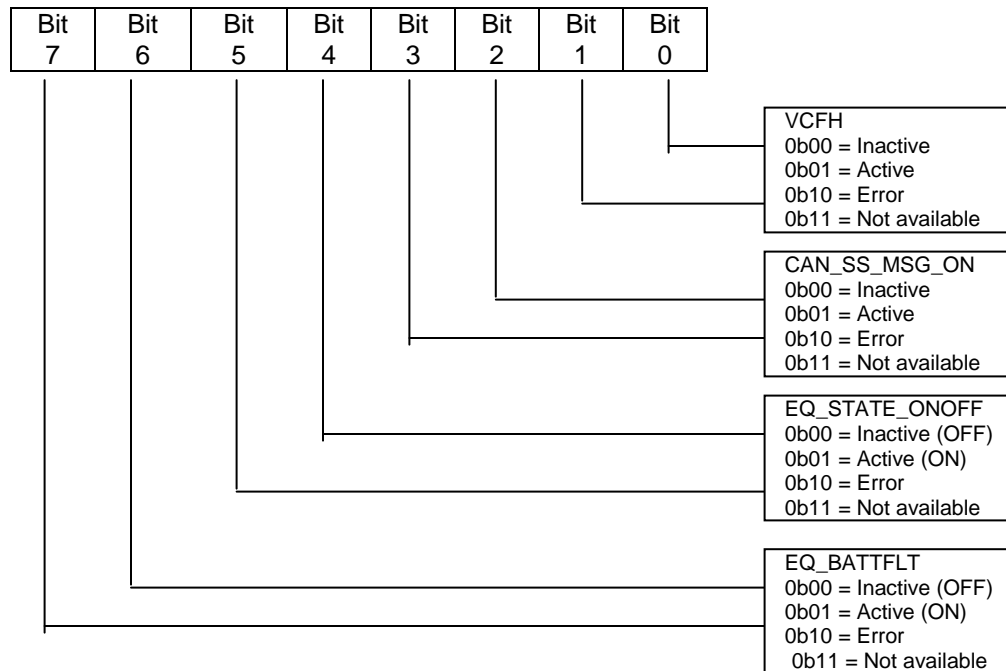 Bit Bit Bit Bit Bit Bit Bit Bit
7 6 5 4 3 2 1 0
VCFH
0b00 = Inactive
0b01 = Active
0b10 = Error
0b11 = Not available
CAN_SS_MSG_ON
0b00 = Inactive
0b01 = Active
0b10 = Error
0b11 = Not available
EQ_STATE_ONOFF
0b00 = Inactive (OFF)
0b01 = Active (ON)
0b10 = Error
0b11 = Not available
EQ_BATTFLT
0b00 = Inactive (OFF)
0b01 = Active (ON)
0b10 = Error
0b11 = Not available